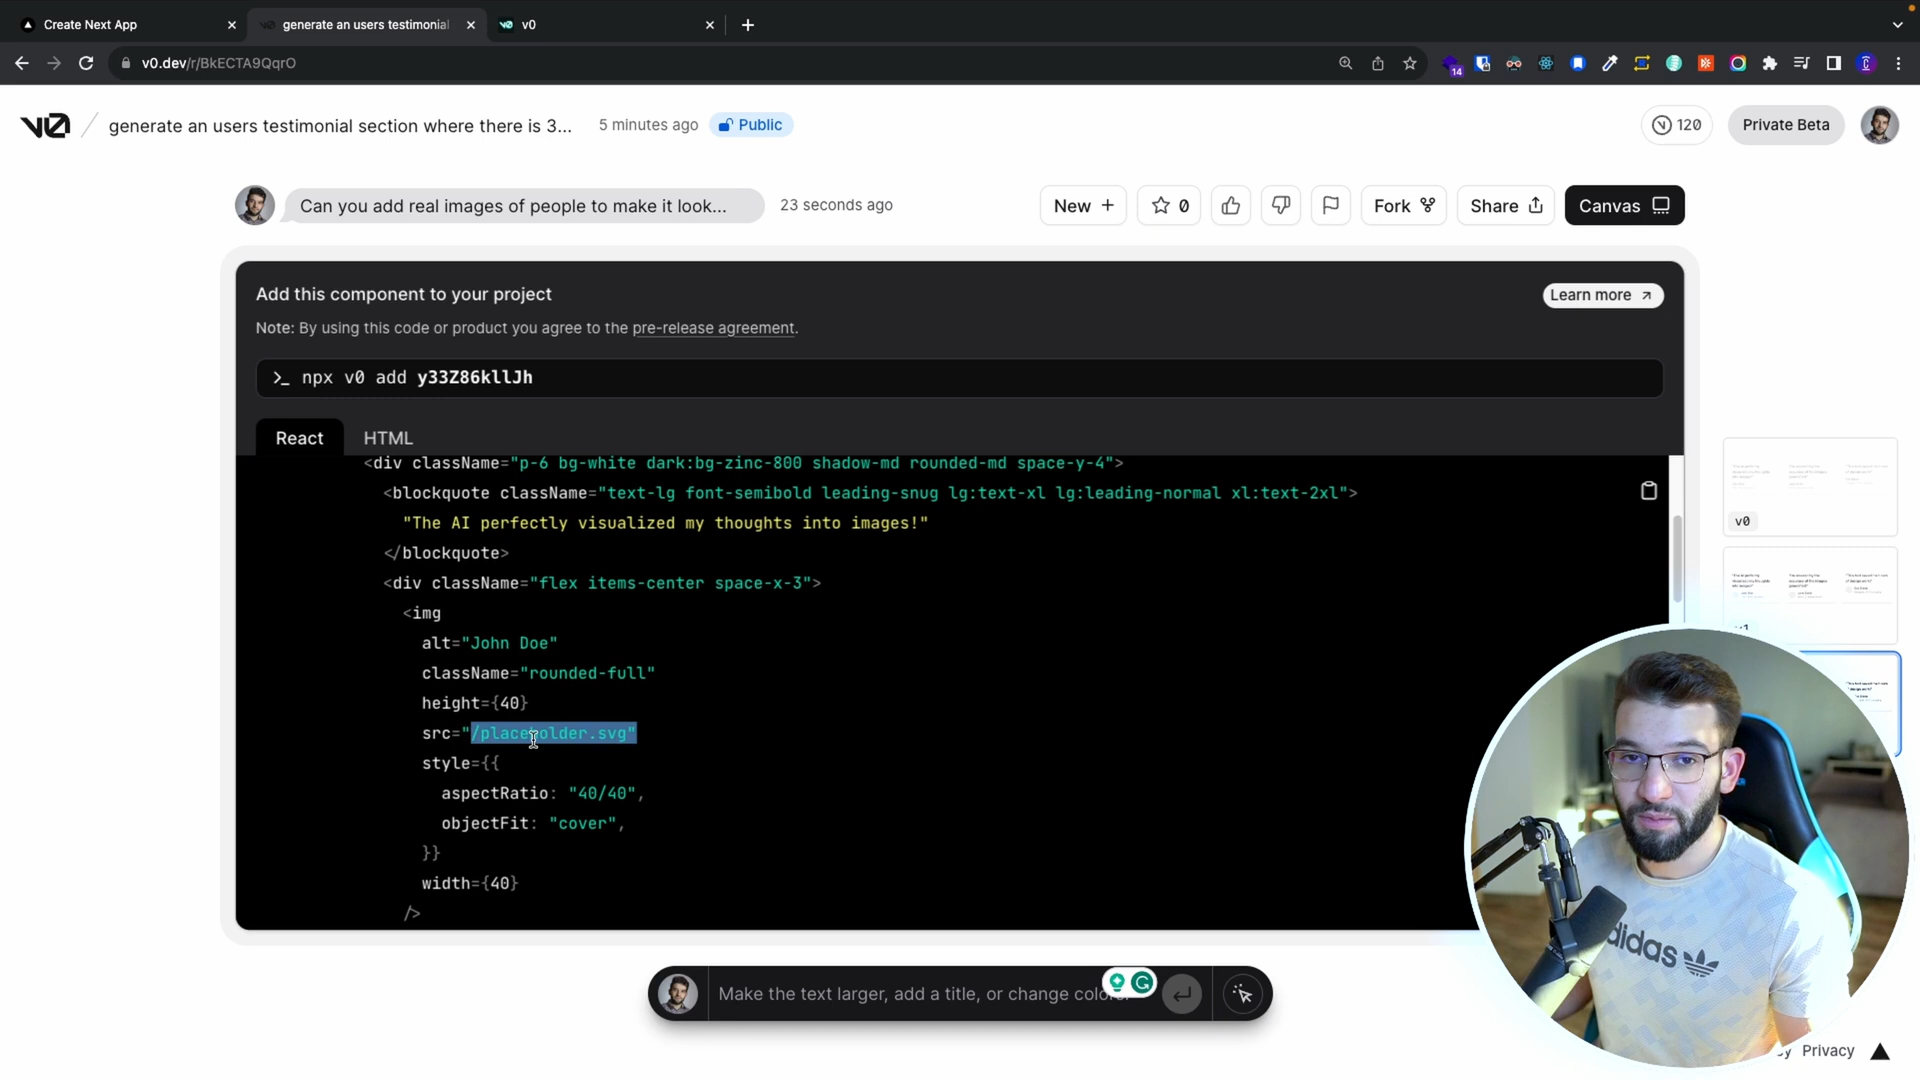 Create Next App
generate an users testimonial
v0
v0.dev/r/BkECTA9QqrO
14
generate an users testimonial section where there is 3...
5 minutes ago
Public
120
Private Beta
Can you add real images of people to make it look...
23 seconds ago
New +
0
Fork
Share
Canvas
Add this component to your project
Learn more
Note: By using this code or product you agree to the pre-release agreement.
>_ npx v0 add y33Z86kllJh
React
HTML
<div className="p-6 bg-white dark:bg-zinc-800 shadow-md rounded-md space-y-4">
<blockquote className="text-lg font-semibold leading-snug lg:text-xl lg:leading-normal xl:text-2xl">
"The AI perfectly visualized my thoughts into images!"
</blockquote>
<div className="flex items-center space-x-3">
<img
alt="John Doe"
className="rounded-full"
height={40}
src="/placeholder.svg"
style={{
aspectRatio: "40/40",
objectFit: "cover",
}}
width={40}
/>
v0
Make the text larger, add a title, or change colors.
adidas
Privacy